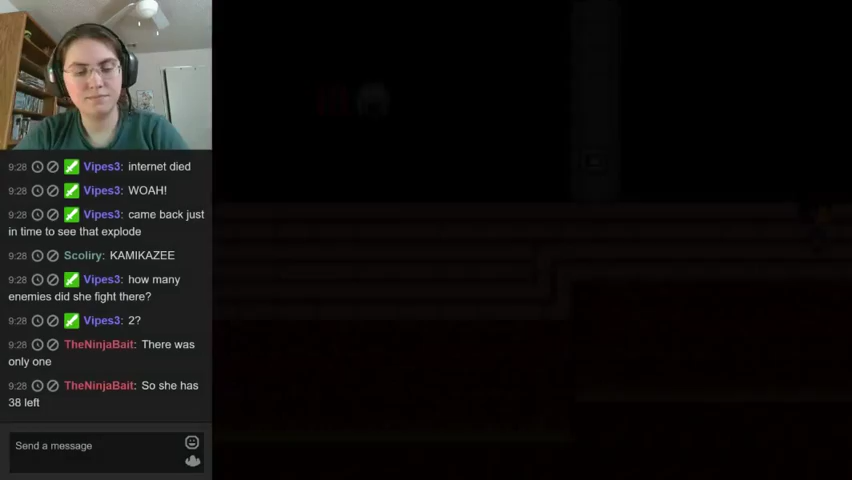 9:28 Vipes3: internet died
9:28 Vipes3: WOAH!
9:28 Vipes3: came back just
in time to see that explode
9:28 Scoliry: KAMIKAZEE
9:28 Vipes3: how many
enemies did she fight there?
9:28 Vipes3: 2?
9:28 TheNinjaBait: There was
only one
9:28 TheNinjaBait: So she has
38 left
Send a message